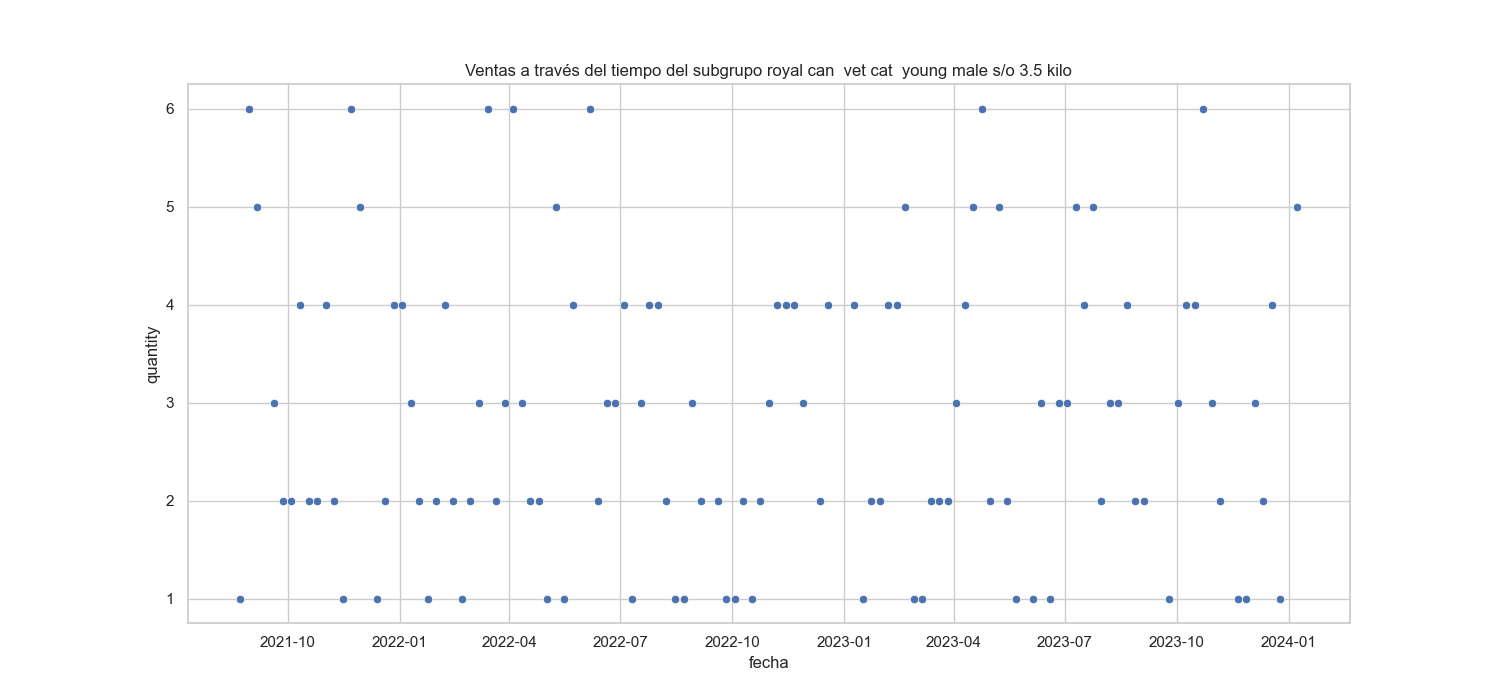 Ventas a través del tiempo del subgrupo royal can  vet cat  young male s/o 3.5 kilo
6
5
4
3
2
1
quantity
2021-10 2022-01 2022-04 2022-07 2022-10 2023-01 2023-04 2023-07 2023-10 2024-01
fecha